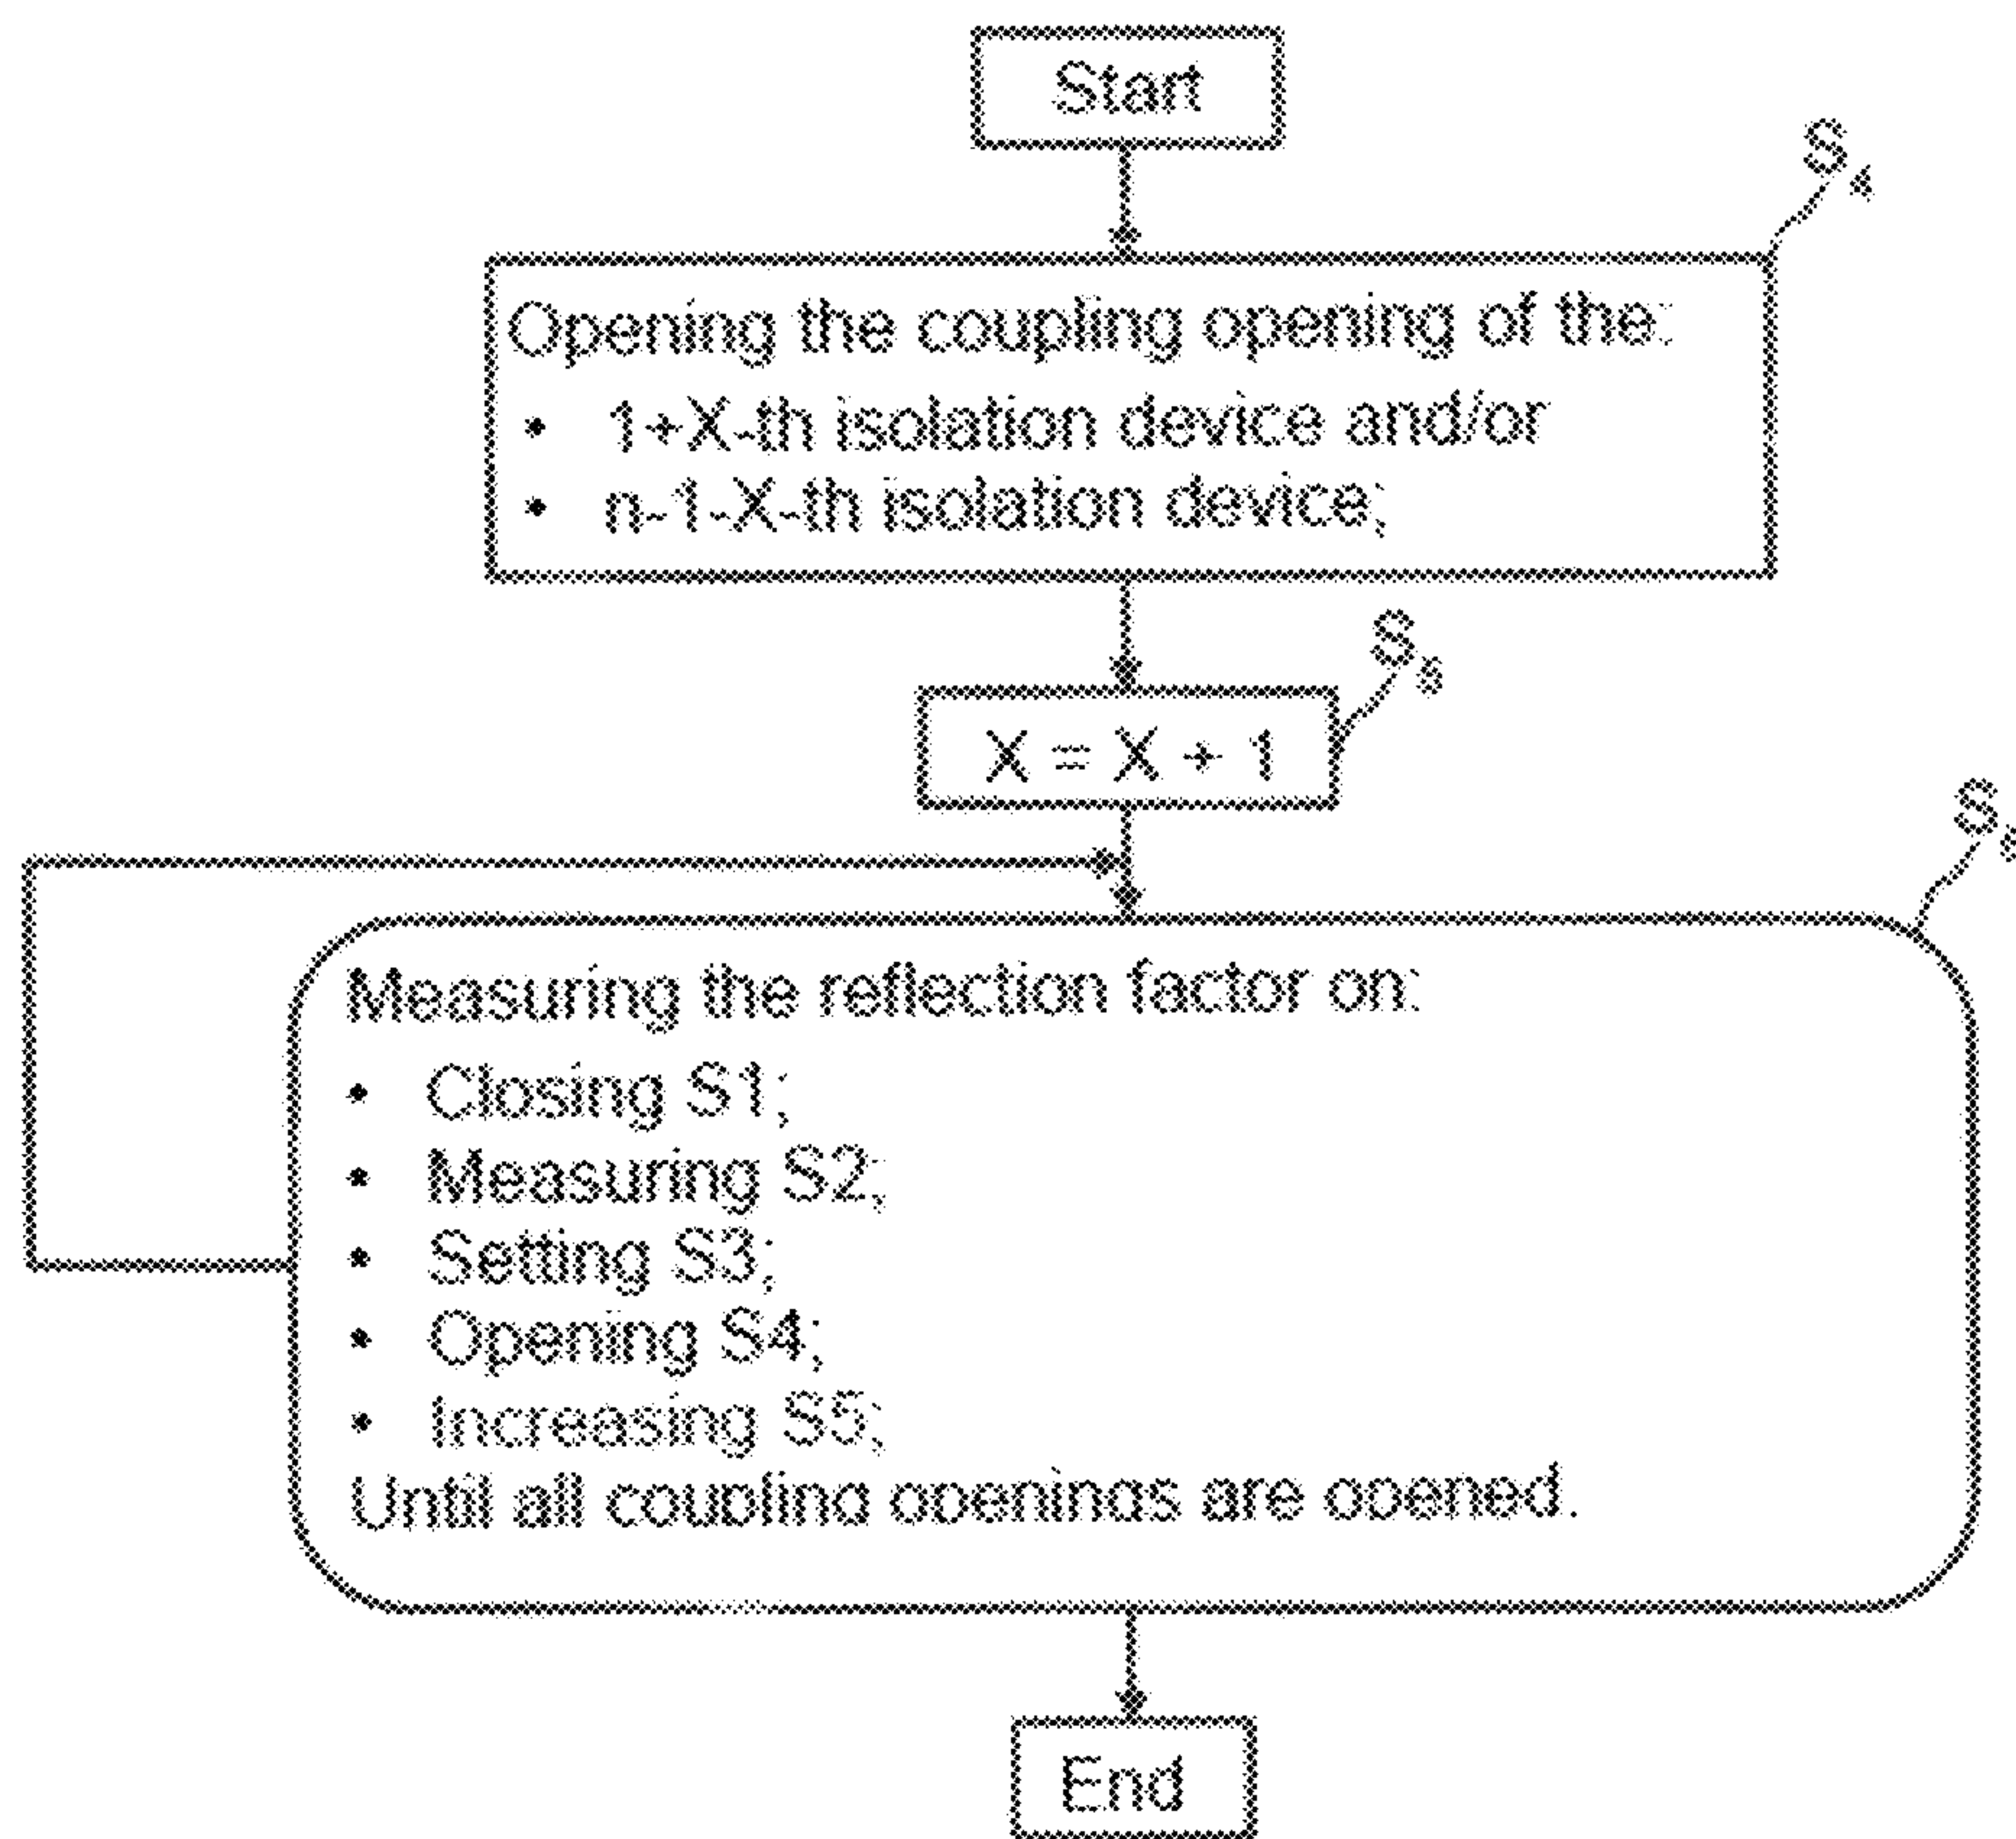 Start
S4
Opening the coupling opening of the:
• 1+X-th isolation device and/or
• n-1-X-th isolation device;
S5
X = X + 1
S
Measuring the reflection factor on:
• Closing S1;
• Measuring S2;
• Setting S3;
• Opening S4;
• Increasing S5;
Until all coupling openings are opened.
End